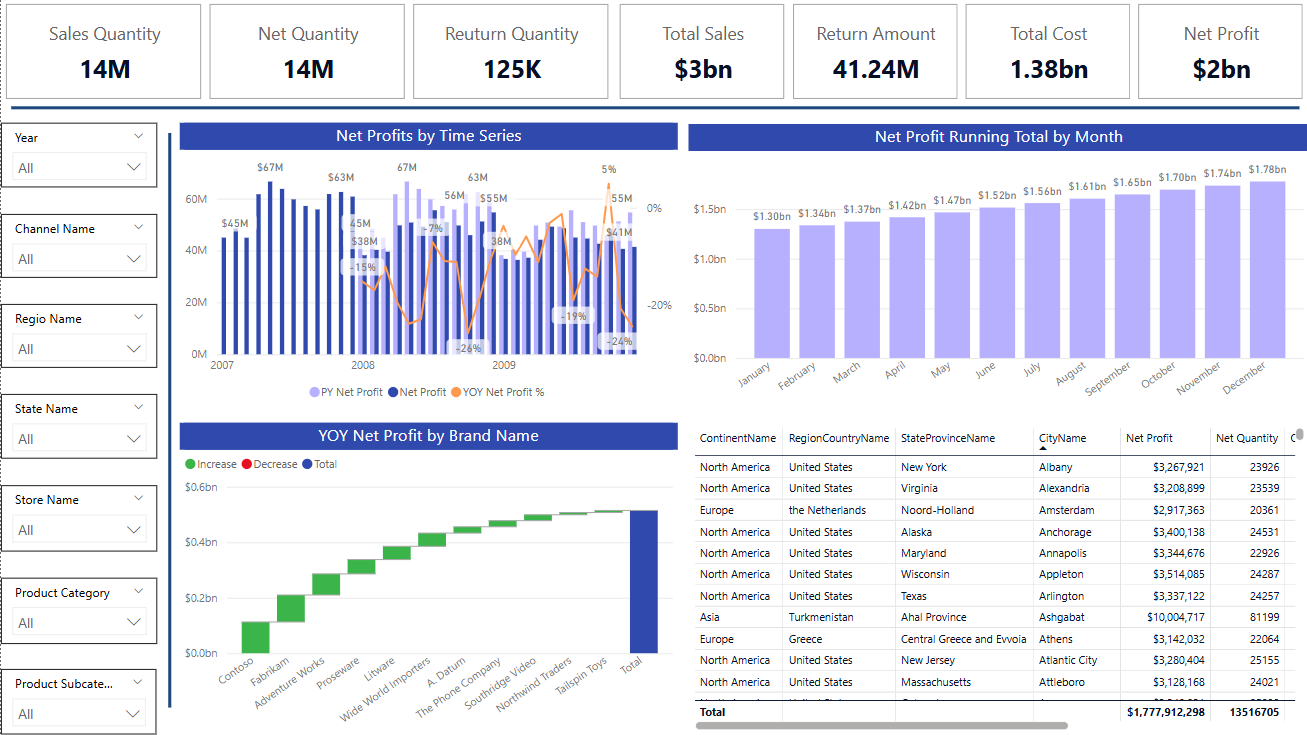 Sales Quantity
14M
Net Quantity
14M
Reuturn Quantity
125K
Total Sales
$3bn
Return Amount
41.24M
Total Cost
1.38bn
Net Profit
$2bn
Year
All
Channel Name
All
Regio Name
All
State Name
All
Store Name
All
Product Category
All
Product Subcate...
All
Net Profits by Time Series
60M
40M
20M
0M
$45M
$67M
$63M
45M
$38M
-15%
67M
-7%
56M
63M
$55M
-26%
38M
-19%
5%
55M
$41M
-24%
0%
-20%
2007
2008
2009
PY Net Profit
Net Profit
YOY Net Profit %
Net Profit Running Total by Month
$1.5bn
$1.0bn
$0.5bn
$0.0bn
$1.30bn
$1.34bn
$1.37bn
$1.42bn
$1.47bn
$1.52bn
$1.56bn
$1.61bn
$1.65bn
$1.70bn
$1.74bn
$1.78bn
January
February
March
April
May
June
July
August
September
October
November
December
YOY Net Profit by Brand Name
Increase
Decrease
Total
$0.6bn
$0.4bn
$0.2bn
$0.0bn
Contoso
Fabrikam
Adventure Works
Proseware
Litware
Wide World Importers
A. Datum
The Phone Company
Southridge Video
Northwind Traders
Tailspin Toys
Total
ContinentName RegionCountryName StateProvinceName CityName Net Profit Net Quantity
North America United States New York Albany $3,267,921 23926
North America United States Virginia Alexandria $3,208,899 23539
Europe the Netherlands Noord-Holland Amsterdam $2,917,363 20361
North America United States Alaska Anchorage $3,400,138 24531
North America United States Maryland Annapolis $3,344,676 22926
North America United States Wisconsin Appleton $3,514,085 24287
North America United States Texas Arlington $3,337,122 24257
Asia Turkmenistan Ahal Province Ashgabat $10,004,717 81199
Europe Greece Central Greece and Evvoia Athens $3,142,032 22064
North America United States New Jersey Atlantic City $3,280,404 25155
North America United States Massachusetts Attleboro $3,128,168 24021
Total $1,777,912,298 13516705